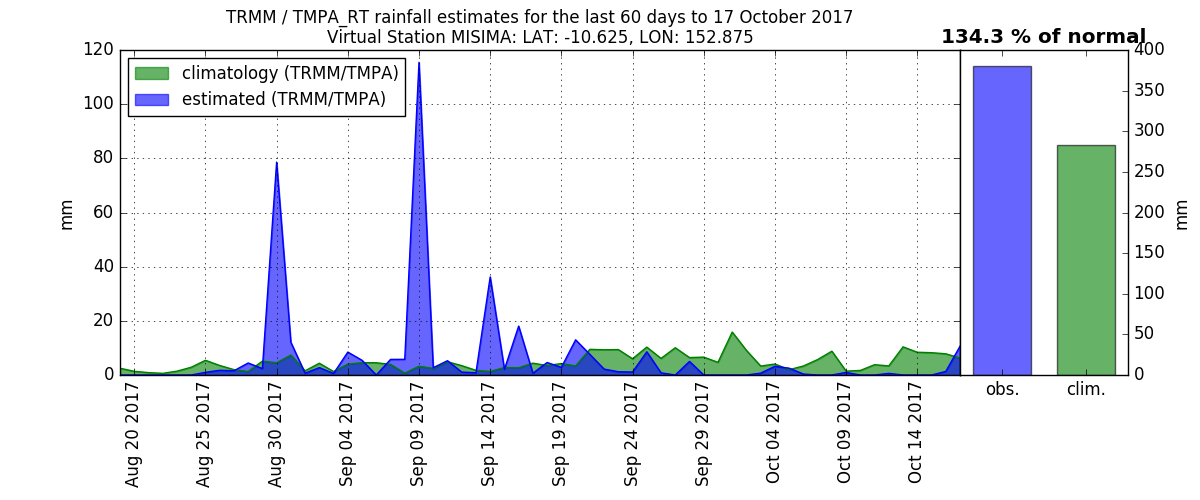 TRMM / TMPA_RT rainfall estimates for the last 60 days to 17 October 2017
Virtual Station MISIMA: LAT: -10.625, LON: 152.875
134.3 % of normal
climatology (TRMM/TMPA)
estimated (TRMM/TMPA)
120
100
80
60
40
20
0
mm
400
350
300
250
200
150
100
50
0
mm
Aug 20 2017
Aug 25 2017
Aug 30 2017
Sep 04 2017
Sep 09 2017
Sep 14 2017
Sep 19 2017
Sep 24 2017
Sep 29 2017
Oct 04 2017
Oct 09 2017
Oct 14 2017
obs.
clim.